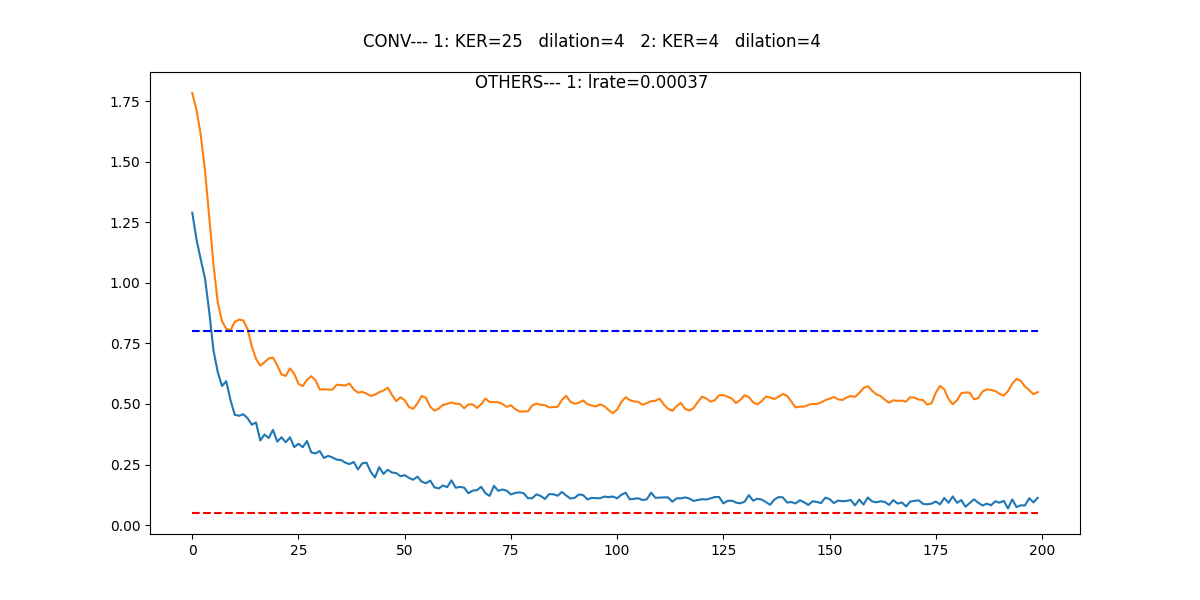 CONV--- 1: KER=25   dilation=4   2: KER=4   dilation=4
OTHERS--- 1: lrate=0.00037
1.75
1.50
1.25
1.00
0.75
0.50
0.25
0.00
0 25 50 75 100 125 150 175 200